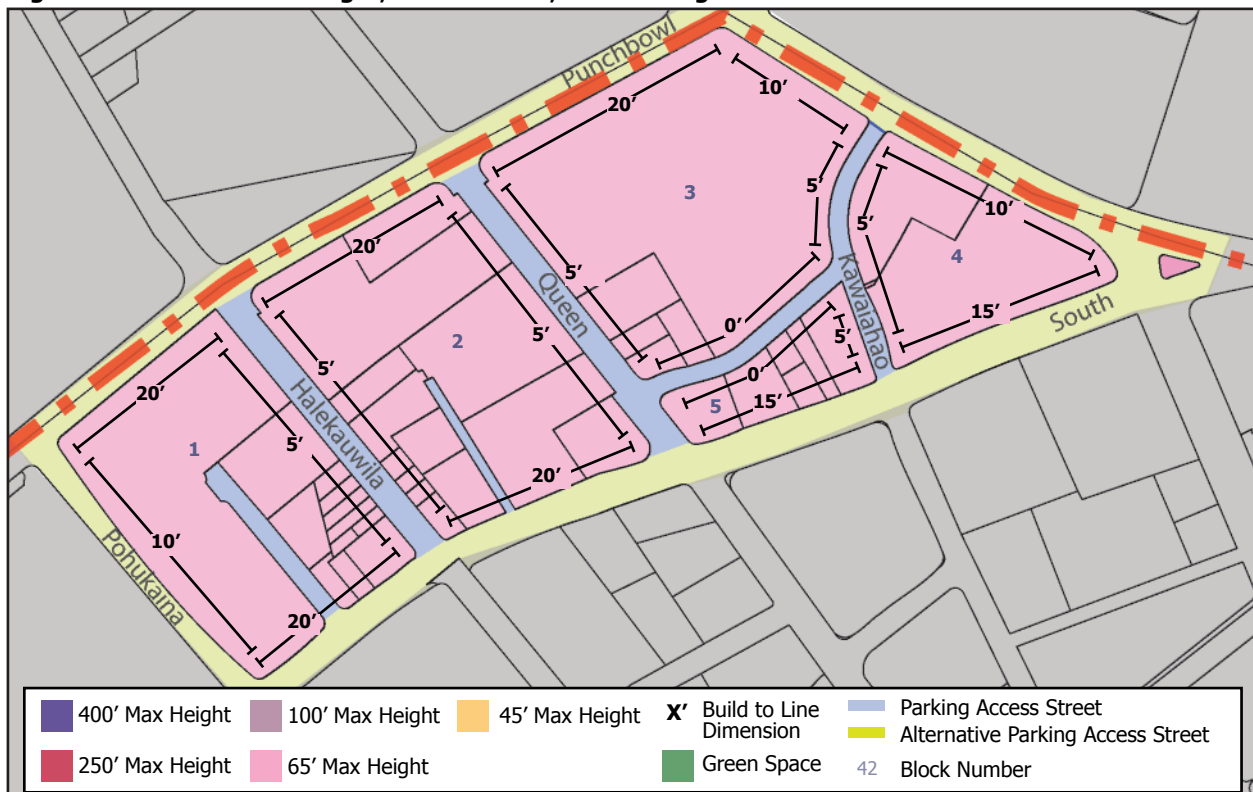 Punchbowl
20'
10'
5'
3
10'
5'
20'
4
Kawaiahao
5'
Queen
0'
15'
South
2
5'
5'
5'
20'
0'
15'
5
Halekauwila
1
5'
20'
10'
Pohukaina
20'
400' Max Height
100' Max Height
45' Max Height
250' Max Height
65' Max Height
X' Build to Line
Dimension
Green Space
Parking Access Street
Alternative Parking Access Street
42 Block Number